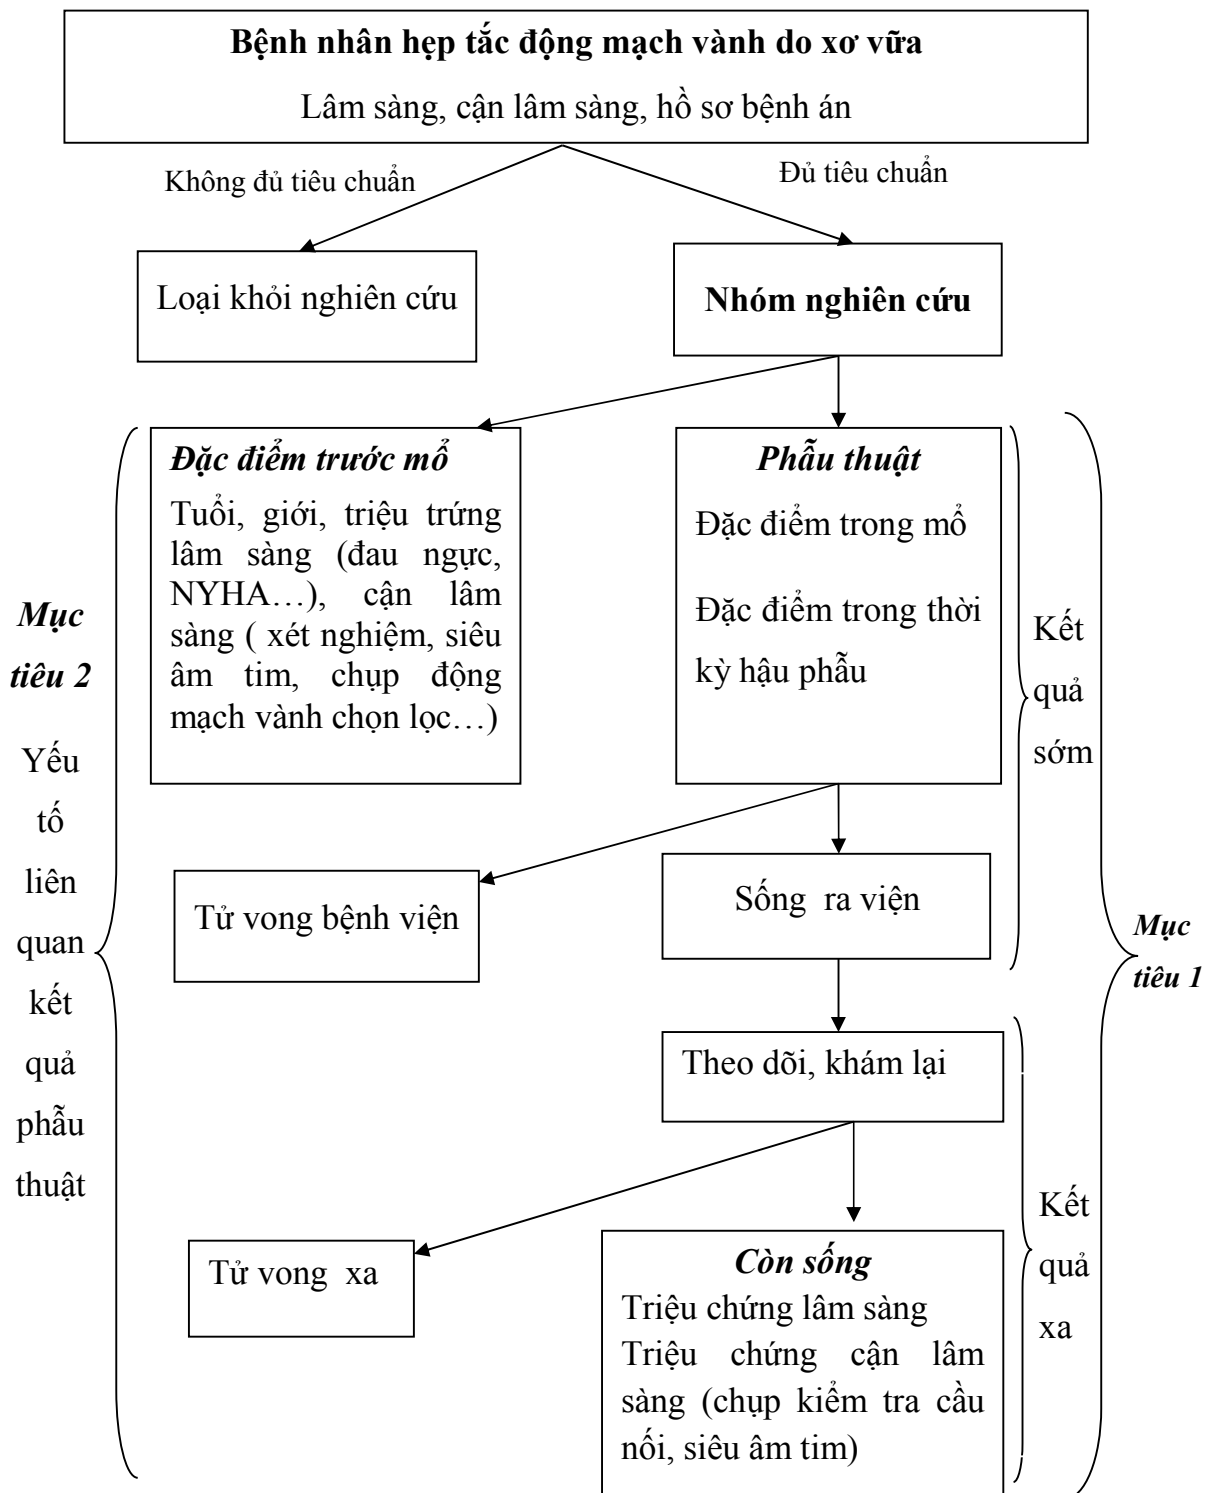 Bệnh nhân hẹp tắc động mạch vành do xơ vữa
Lâm sàng, cận lâm sàng, hồ sơ bệnh án
Không đủ tiêu chuẩn
Đủ tiêu chuẩn
Loại khỏi nghiên cứu
Nhóm nghiên cứu
Đặc điểm trước mổ
Tuổi, giới, triệu trứng
lâm sàng (đau ngực,
NYHA…), cận lâm
sàng ( xét nghiệm, siêu
âm tim, chụp động
mạch vành chọn lọc…)
Phẫu thuật
Đặc điểm trong mổ
Đặc điểm trong thời
kỳ hậu phẫu
Mục
tiêu 2
Yếu
tố
liên
quan
kết
quả
phẫu
thuật
Kết
quả
sớm
Tử vong bệnh viện
Sống ra viện
Mục
tiêu 1
Theo dõi, khám lại
Tử vong xa
Còn sống
Triệu chứng lâm sàng
Triệu chứng cận lâm
sàng (chụp kiểm tra cầu
nối, siêu âm tim)
Kết
quả
xa